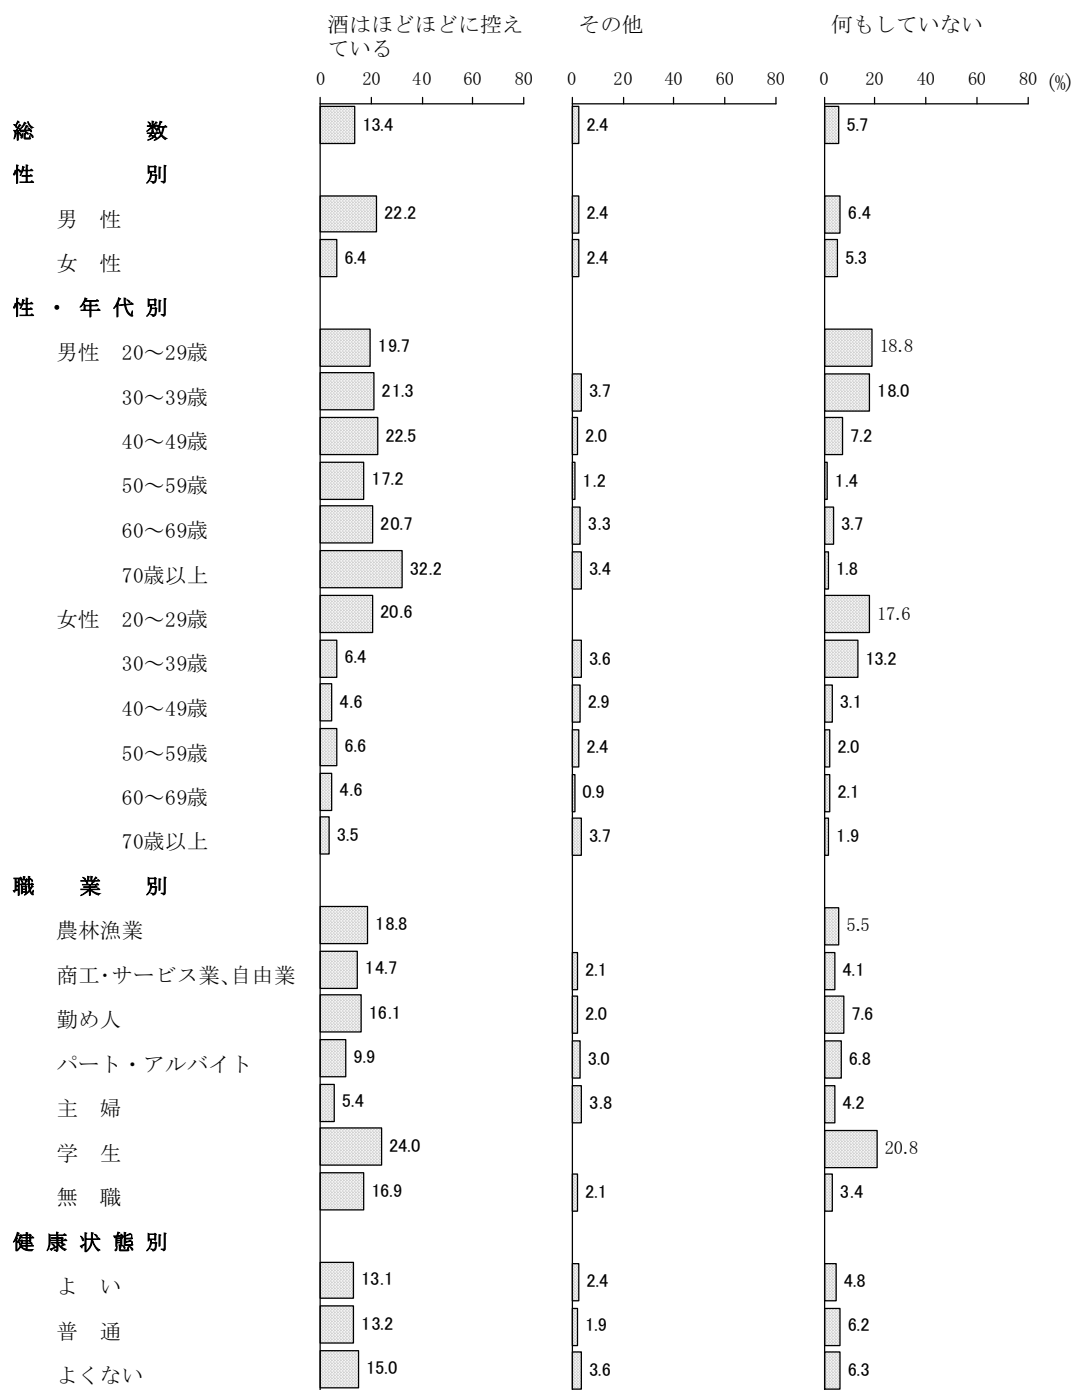 酒はほどほどに控え
ている
その他
何もしていない
0 20 40 60 80 0 20 40 60 80 0 20 40 60 80 (%)
総 数 13.4 2.4 5.7
性 別
男 性 22.2 2.4 6.4
女 性 6.4 2.4 5.3
性 ・ 年 代 別
男性 20～29歳 19.7 18.8
30～39歳 21.3 3.7 18.0
40～49歳 22.5 2.0 7.2
50～59歳 17.2 1.2 1.4
60～69歳 20.7 3.3 3.7
70歳以上 32.2 3.4 1.8
女性 20～29歳 20.6 17.6
30～39歳 6.4 3.6 13.2
40～49歳 4.6 2.9 3.1
50～59歳 6.6 2.4 2.0
60～69歳 4.6 0.9 2.1
70歳以上 3.5 3.7 1.9
職 業 別
農林漁業 18.8 5.5
商工・サービス業、自由業 14.7 2.1 4.1
勤め人 16.1 2.0 7.6
パート・アルバイト 9.9 3.0 6.8
主 婦 5.4 3.8 4.2
学 生 24.0 20.8
無 職 16.9 2.1 3.4
健 康 状 態 別
よ い 13.1 2.4 4.8
普 通 13.2 1.9 6.2
よくない 15.0 3.6 6.3